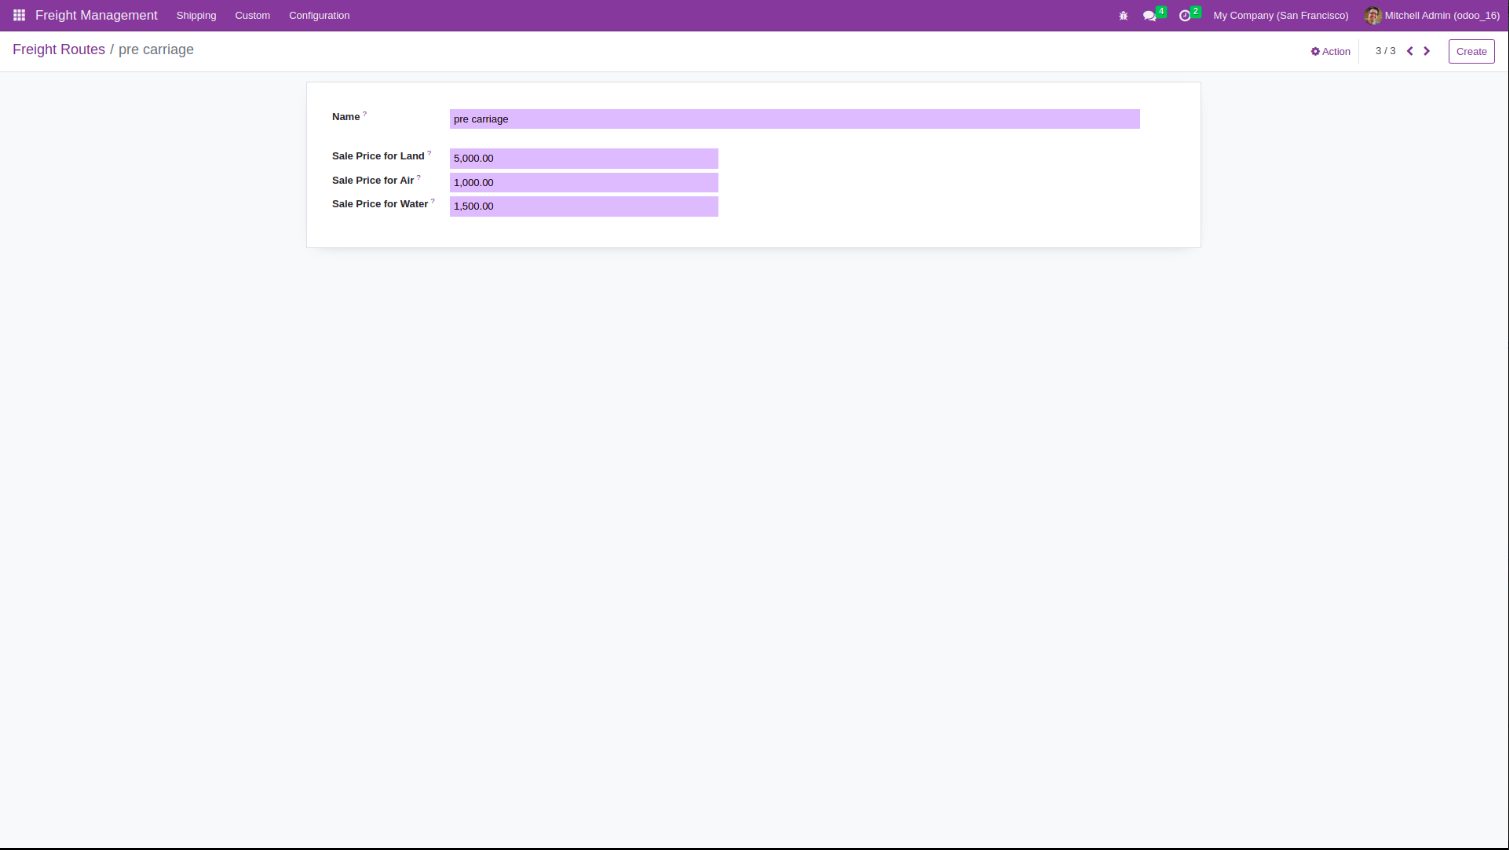 Freight Management Shipping Custom Configuration 4 2 My Company (San Francisco) Mitchell Admin (odoo_16)
Freight Routes / pre carriage Action 3 / 3 Create
Name ? pre carriage
Sale Price for Land ? 5,000.00
Sale Price for Air ? 1,000.00
Sale Price for Water ? 1,500.00